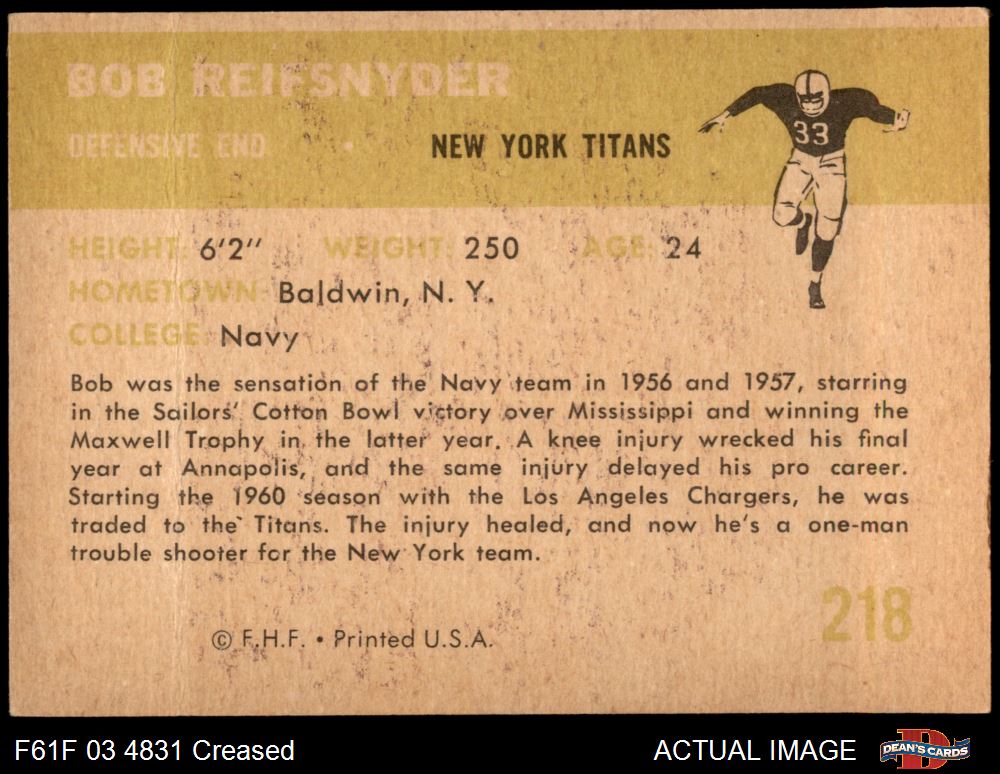 BOB REIFSNYDER
DEFENSIVE END • NEW YORK TITANS
33
HEIGHT: 6'2" WEIGHT: 250 AGE: 24
HOMETOWN: Baldwin, N. Y.
COLLEGE: Navy
Bob was the sensation of the Navy team in 1956 and 1957, starring
in the Sailors' Cotton Bowl victory over Mississippi and winning the
Maxwell Trophy in the latter year. A knee injury wrecked his final
year at Annapolis, and the same injury delayed his pro career.
Starting the 1960 season with the Los Angeles Chargers, he was
traded to the Titans. The injury healed, and now he's a one-man
trouble shooter for the New York team.
218
© F.H.F. • Printed U.S.A.
F61F 03 4831 Creased ACTUAL IMAGE D DEAN'S CARDS